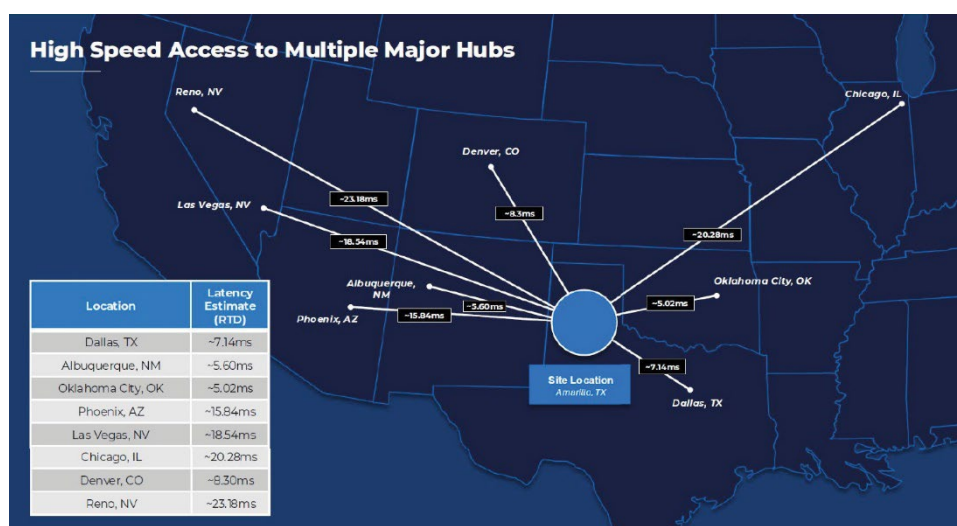 High Speed Access to Multiple Major Hubs
Reno, NV
Chicago, IL
Denver, CO
~23.18ms
Las Vegas, NV
~8.3ms
~20.28ms
~18.54ms
Albuquerque,
NM
Oklahoma City, OK
~5.60ms
~5.02ms
Phoenix, AZ
~15.84ms
~7.14ms
Site Location
Amarillo, TX
Dallas, TX
Location
Latency
Estimate
(RTD)
Dallas, TX ~7.14ms
Albuquerque, NM ~5.60ms
Oklahoma City, OK ~5.02ms
Phoenix, AZ ~15.84ms
Las Vegas, NV ~18.54ms
Chicago, IL ~20.28ms
Denver, CO ~8.30ms
Reno, NV ~23.18ms